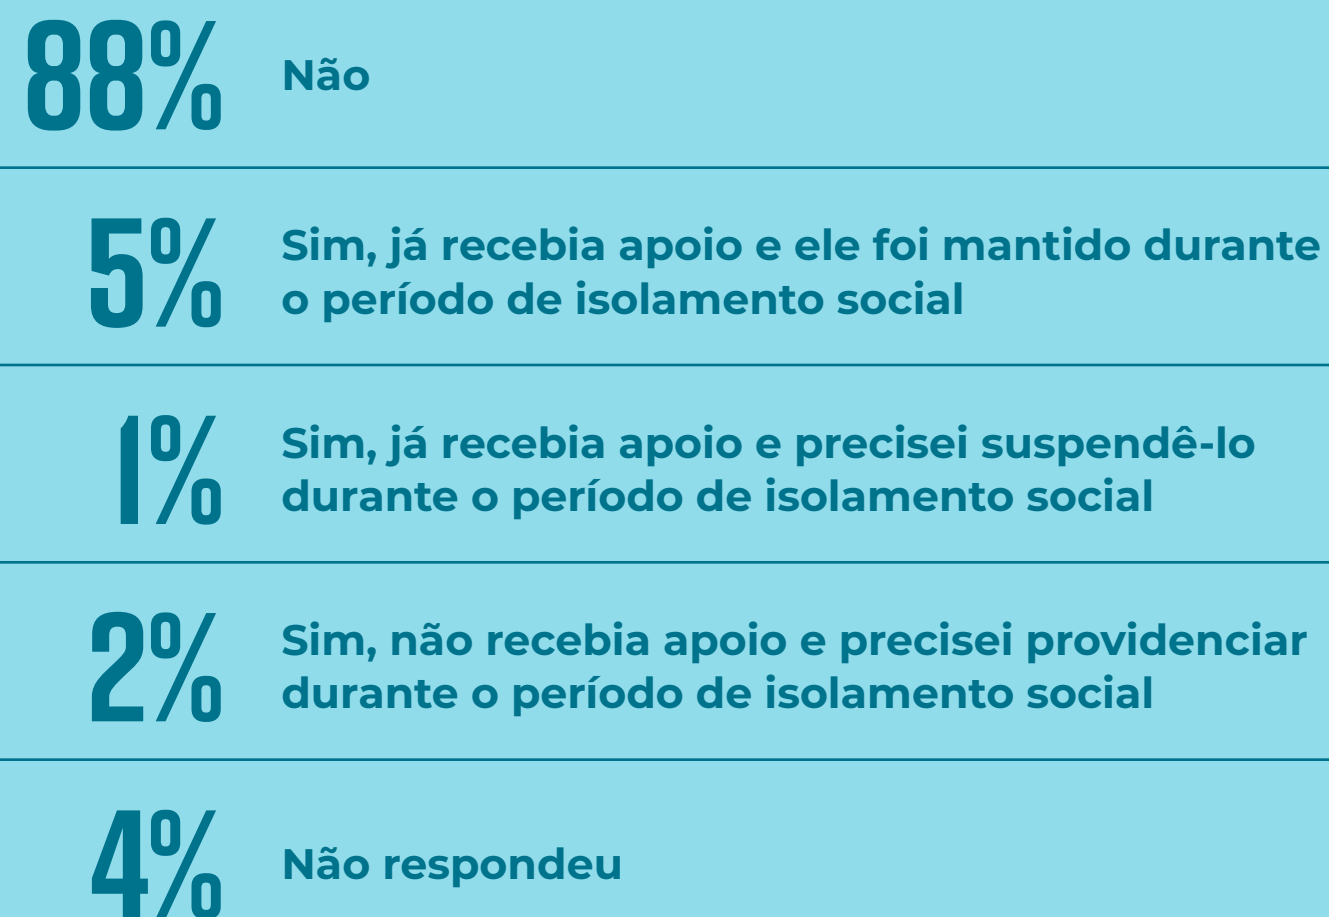 88% Não
5% Sim, já recebia apoio e ele foi mantido durante
o período de isolamento social
1% Sim, já recebia apoio e precisei suspendê-lo
durante o período de isolamento social
2% Sim, não recebia apoio e precisei providenciar
durante o período de isolamento social
4% Não respondeu